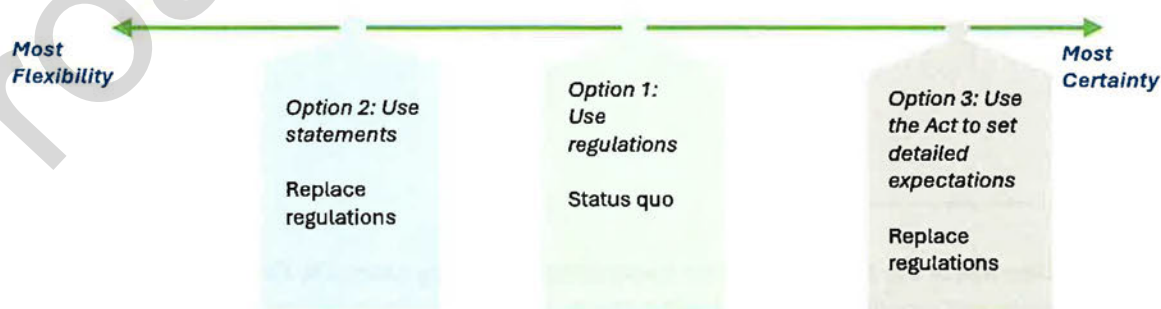 Most
Flexibility
Most
Certainty
Option 2: Use
statements
Replace
regulations
Option 1:
Use
regulations
Status quo
Option 3: Use
the Act to set
detailed
expectations
Replace
regulations